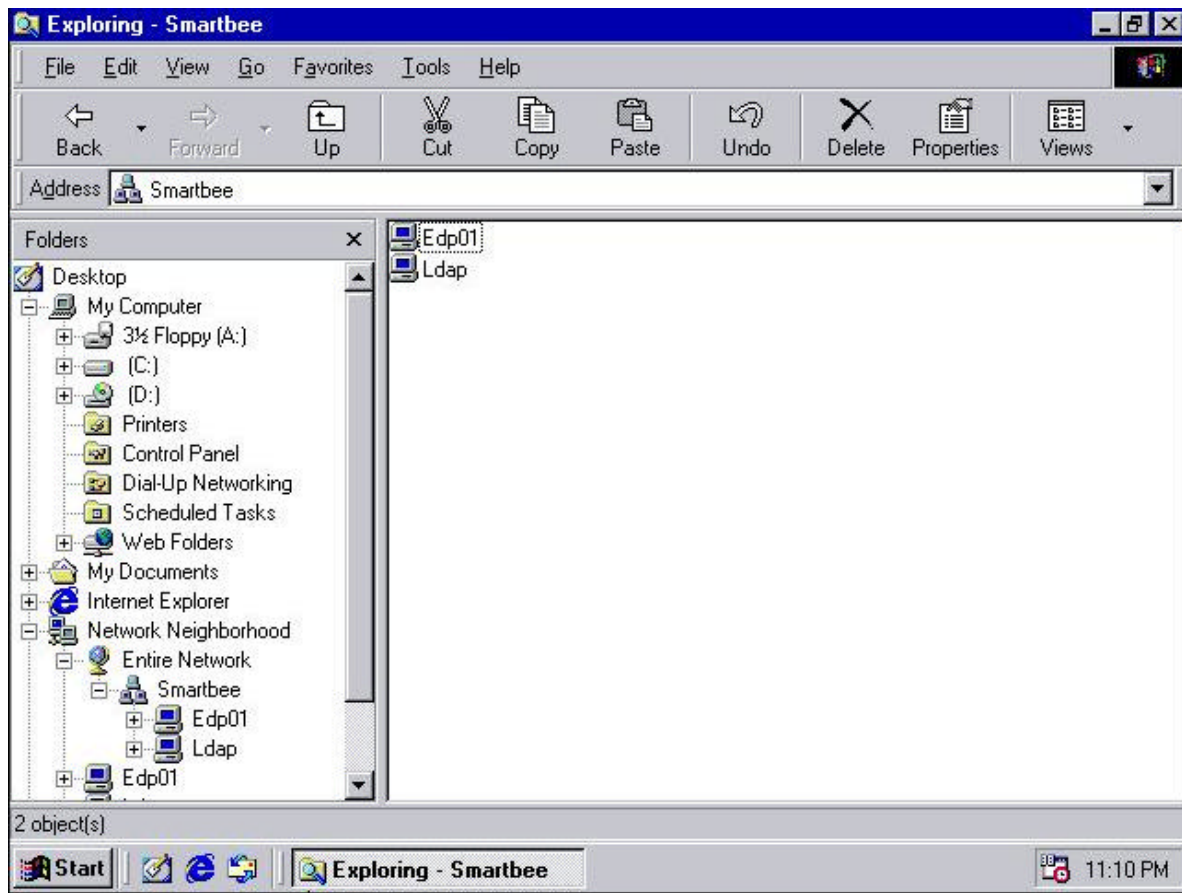 Exploring - Smartbee
File Edit View Go Favorites Tools Help
Back Forward Up Cut Copy Paste Undo Delete Properties Views
Address Smartbee
Folders
Desktop
My Computer
3½ Floppy (A:)
(C:)
(D:)
Printers
Control Panel
Dial-Up Networking
Scheduled Tasks
Web Folders
My Documents
Internet Explorer
Network Neighborhood
Entire Network
Smartbee
Edp01
Ldap
Edp01
Edp01
Ldap
2 object(s)
Start Exploring - Smartbee 11:10 PM